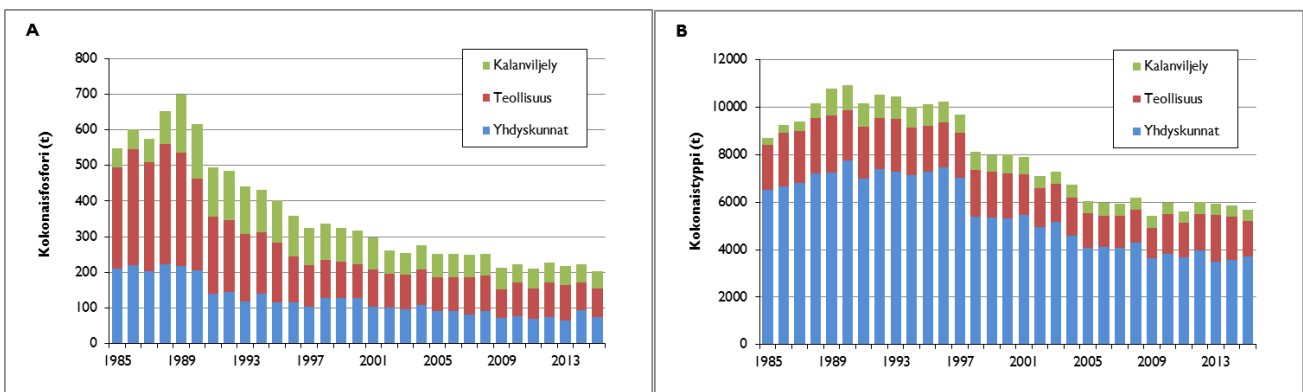 A
Kokonaisfosfori (t)
800
700
600
500
400
300
200
100
0
Kalanviljely
Teollisuus
Yhdyskunnat
1985 1989 1993 1997 2001 2005 2009 2013
B
Kokonaistyppi (t)
12000
10000
8000
6000
4000
2000
0
Kalanviljely
Teollisuus
Yhdyskunnat
1985 1989 1993 1997 2001 2005 2009 2013